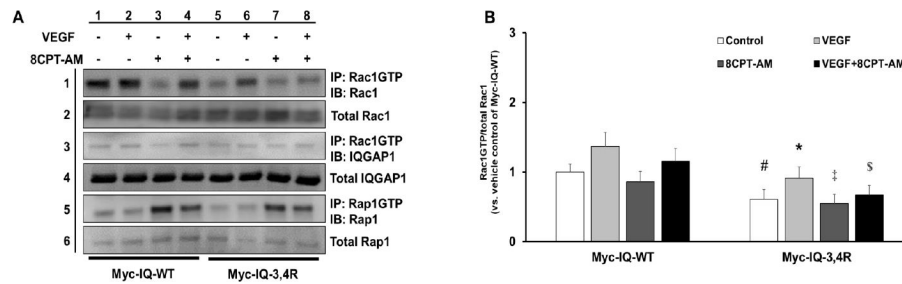 A
1 2 3 4 5 6 7 8
VEGF - + - + - + - +
8CPT-AM - - + + - - + +
1 IP: Rac1GTP
IB: Rac1
2 Total Rac1
3 IP: Rac1GTP
IB: IQGAP1
4 Total IQGAP1
5 IP: Rap1GTP
IB: Rap1
6 Total Rap1
Myc-IQ-WT Myc-IQ-3,4R
B
Rac1GTP/total Rac1
(vs. vehicle control of Myc-IQ-WT)
3
2
1
0
Control VEGF
8CPT-AM VEGF+8CPT-AM
# * ‡ $
Myc-IQ-WT Myc-IQ-3,4R